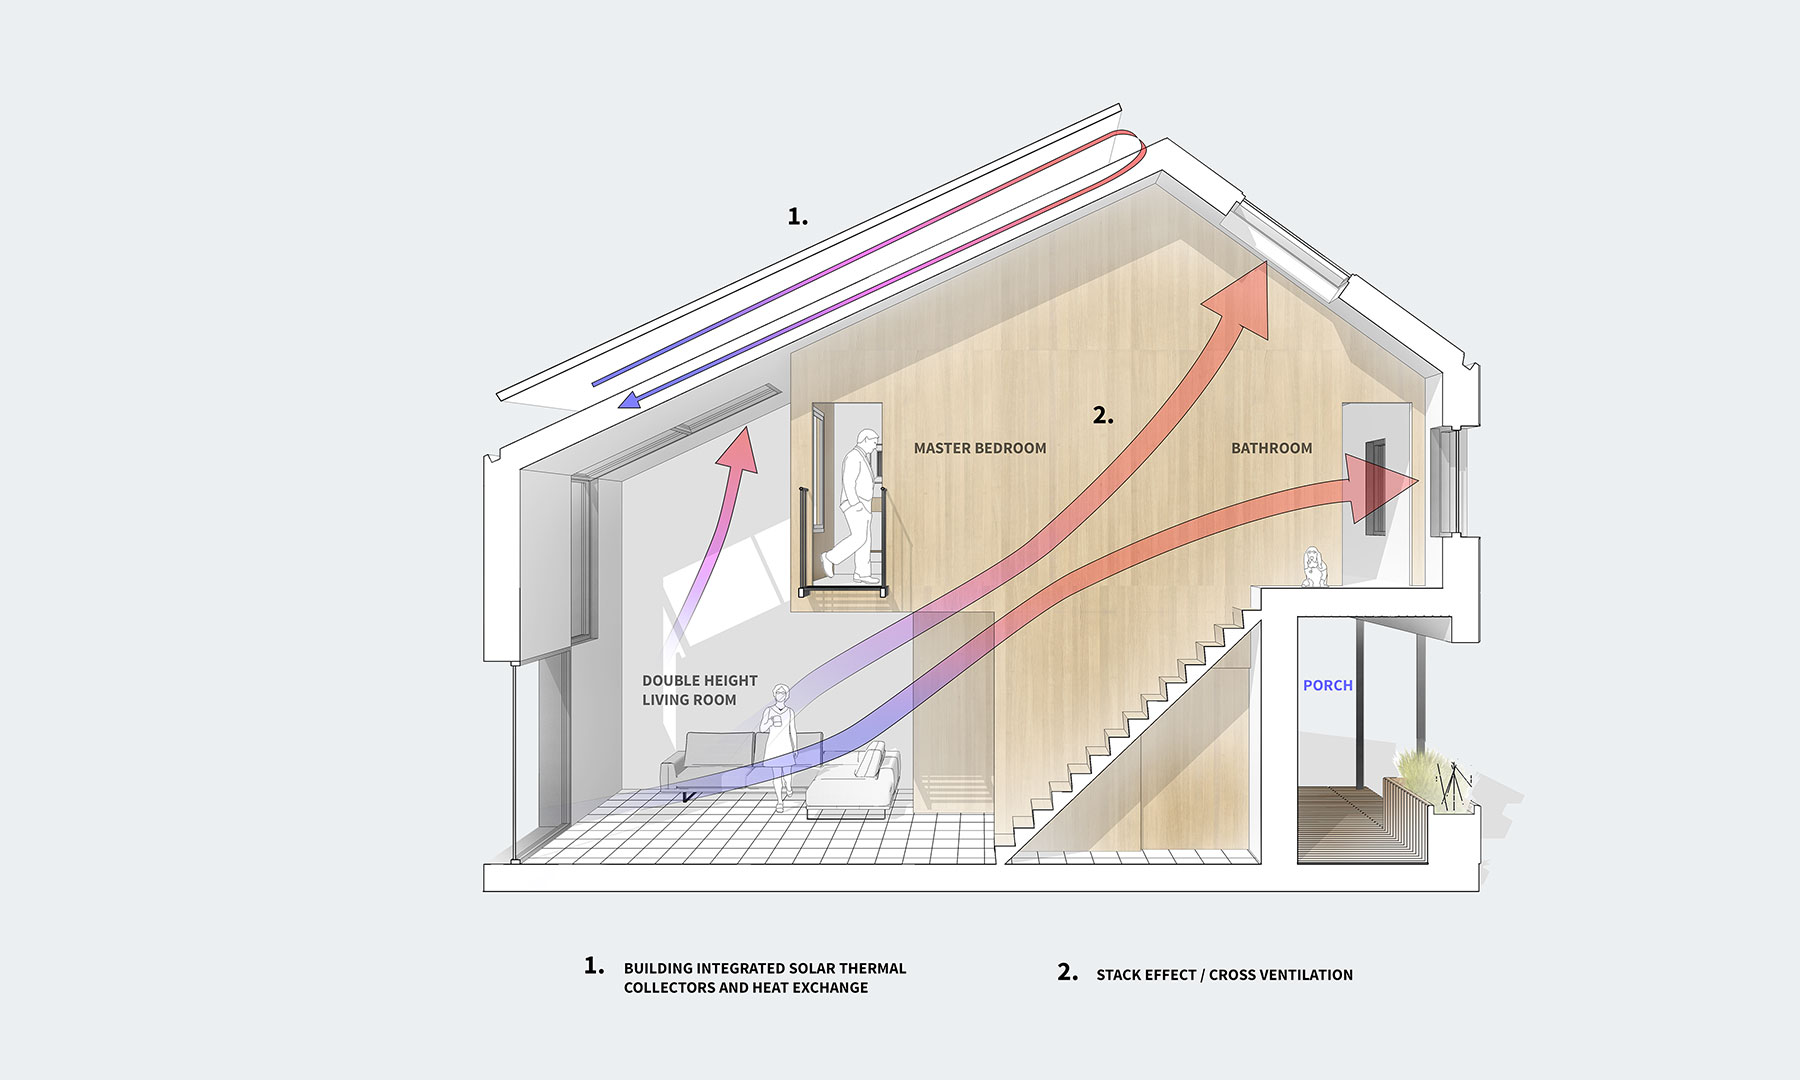 1.
2.
MASTER BEDROOM
BATHROOM
DOUBLE HEIGHT
LIVING ROOM
PORCH
1. BUILDING INTEGRATED SOLAR THERMAL
COLLECTORS AND HEAT EXCHANGE
2. STACK EFFECT / CROSS VENTILATION